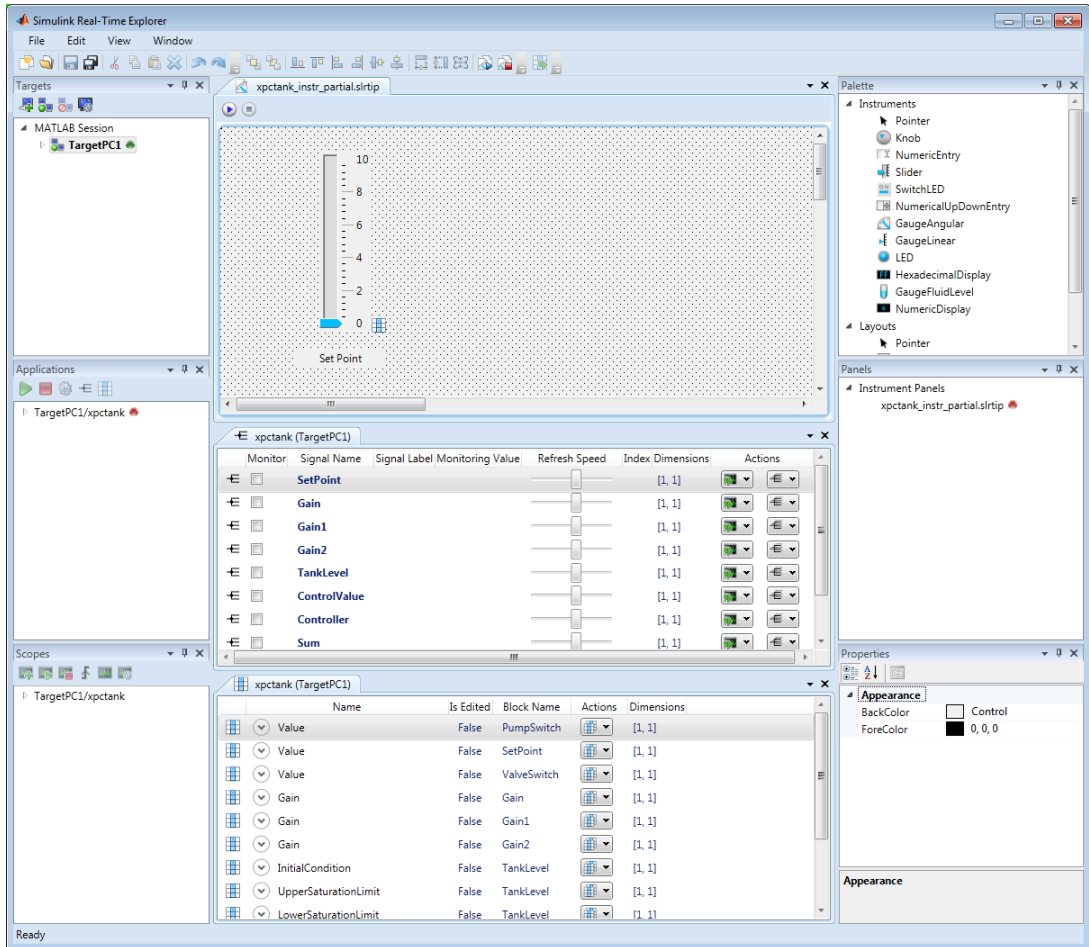 Simulink Real-Time Explorer
File Edit View Window
Targets
MATLAB Session
TargetPC1
xpctank_instr_partial.slrtip
10
8
6
4
2
0
Set Point
Palette
Instruments
Pointer
Knob
NumericEntry
Slider
SwitchLED
NumericalUpDownEntry
GaugeAngular
GaugeLinear
LED
HexadecimalDisplay
GaugeFluidLevel
NumericDisplay
Layouts
Pointer
Applications
TargetPC1/xpctank
Panels
Instrument Panels
xpctank_instr_partial.slrtip
xpctank (TargetPC1)
Monitor Signal Name Signal Label Monitoring Value Refresh Speed Index Dimensions Actions
SetPoint [1, 1]
Gain [1, 1]
Gain1 [1, 1]
Gain2 [1, 1]
TankLevel [1, 1]
ControlValue [1, 1]
Controller [1, 1]
Sum [1, 1]
Scopes
TargetPC1/xpctank
xpctank (TargetPC1)
Name Is Edited Block Name Actions Dimensions
Value False PumpSwitch [1, 1]
Value False SetPoint [1, 1]
Value False ValveSwitch [1, 1]
Gain False Gain [1, 1]
Gain False Gain1 [1, 1]
Gain False Gain2 [1, 1]
InitialCondition False TankLevel [1, 1]
UpperSaturationLimit False TankLevel [1, 1]
LowerSaturationLimit False TankLevel [1, 1]
Properties
Appearance
BackColor Control
ForeColor 0, 0, 0
Appearance
Ready